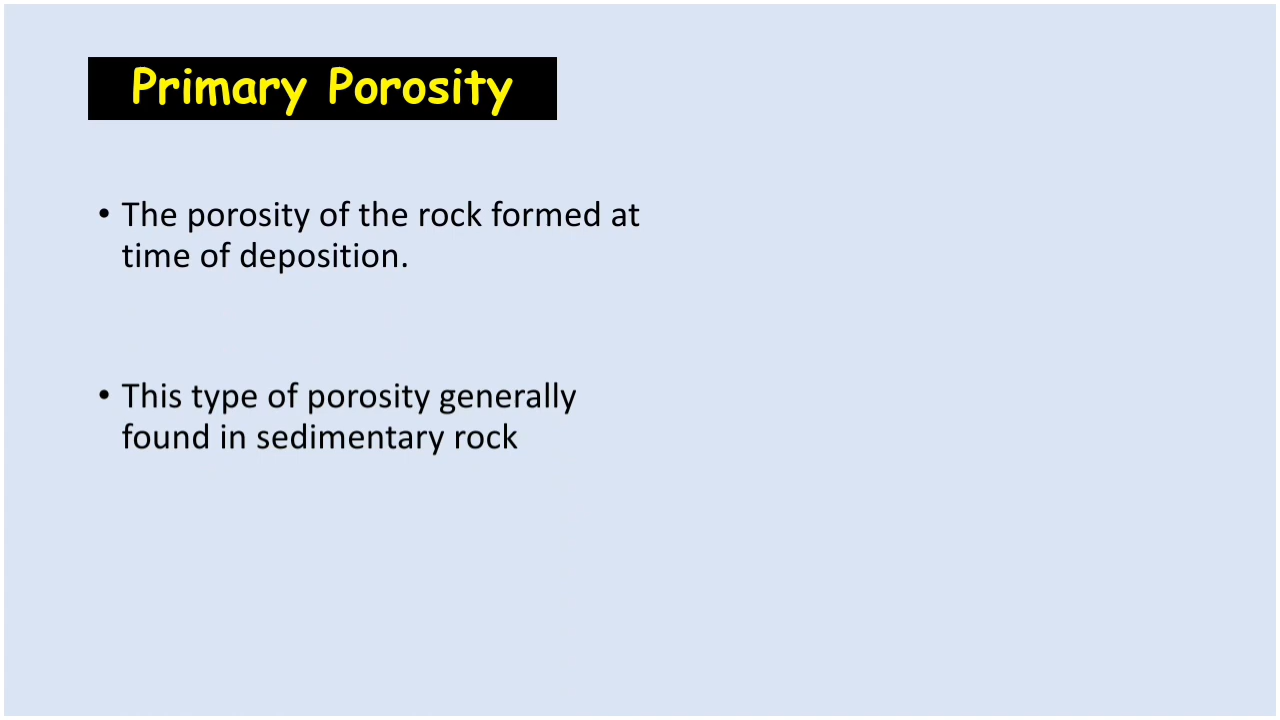 Primary Porosity
• The porosity of the rock formed at
time of deposition.
• This type of porosity generally
found in sedimentary rock